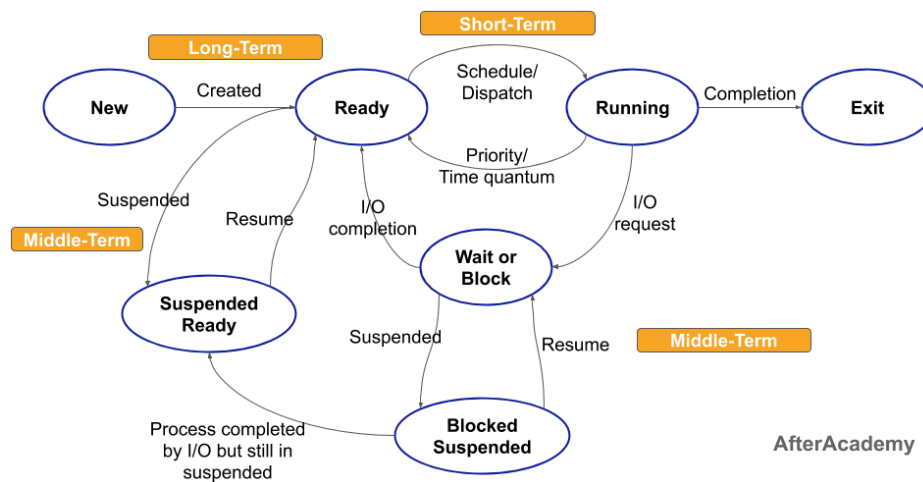 Short-Term
Long-Term
Schedule/
Dispatch
Created
Completion
New
Ready
Running
Exit
Priority/
Time quantum
Suspended
Resume
I/O
completion
I/O
request
Middle-Term
Wait or
Block
Suspended
Ready
Suspended
Resume
Middle-Term
Process completed
by I/O but still in
suspended
Blocked
Suspended
AfterAcademy